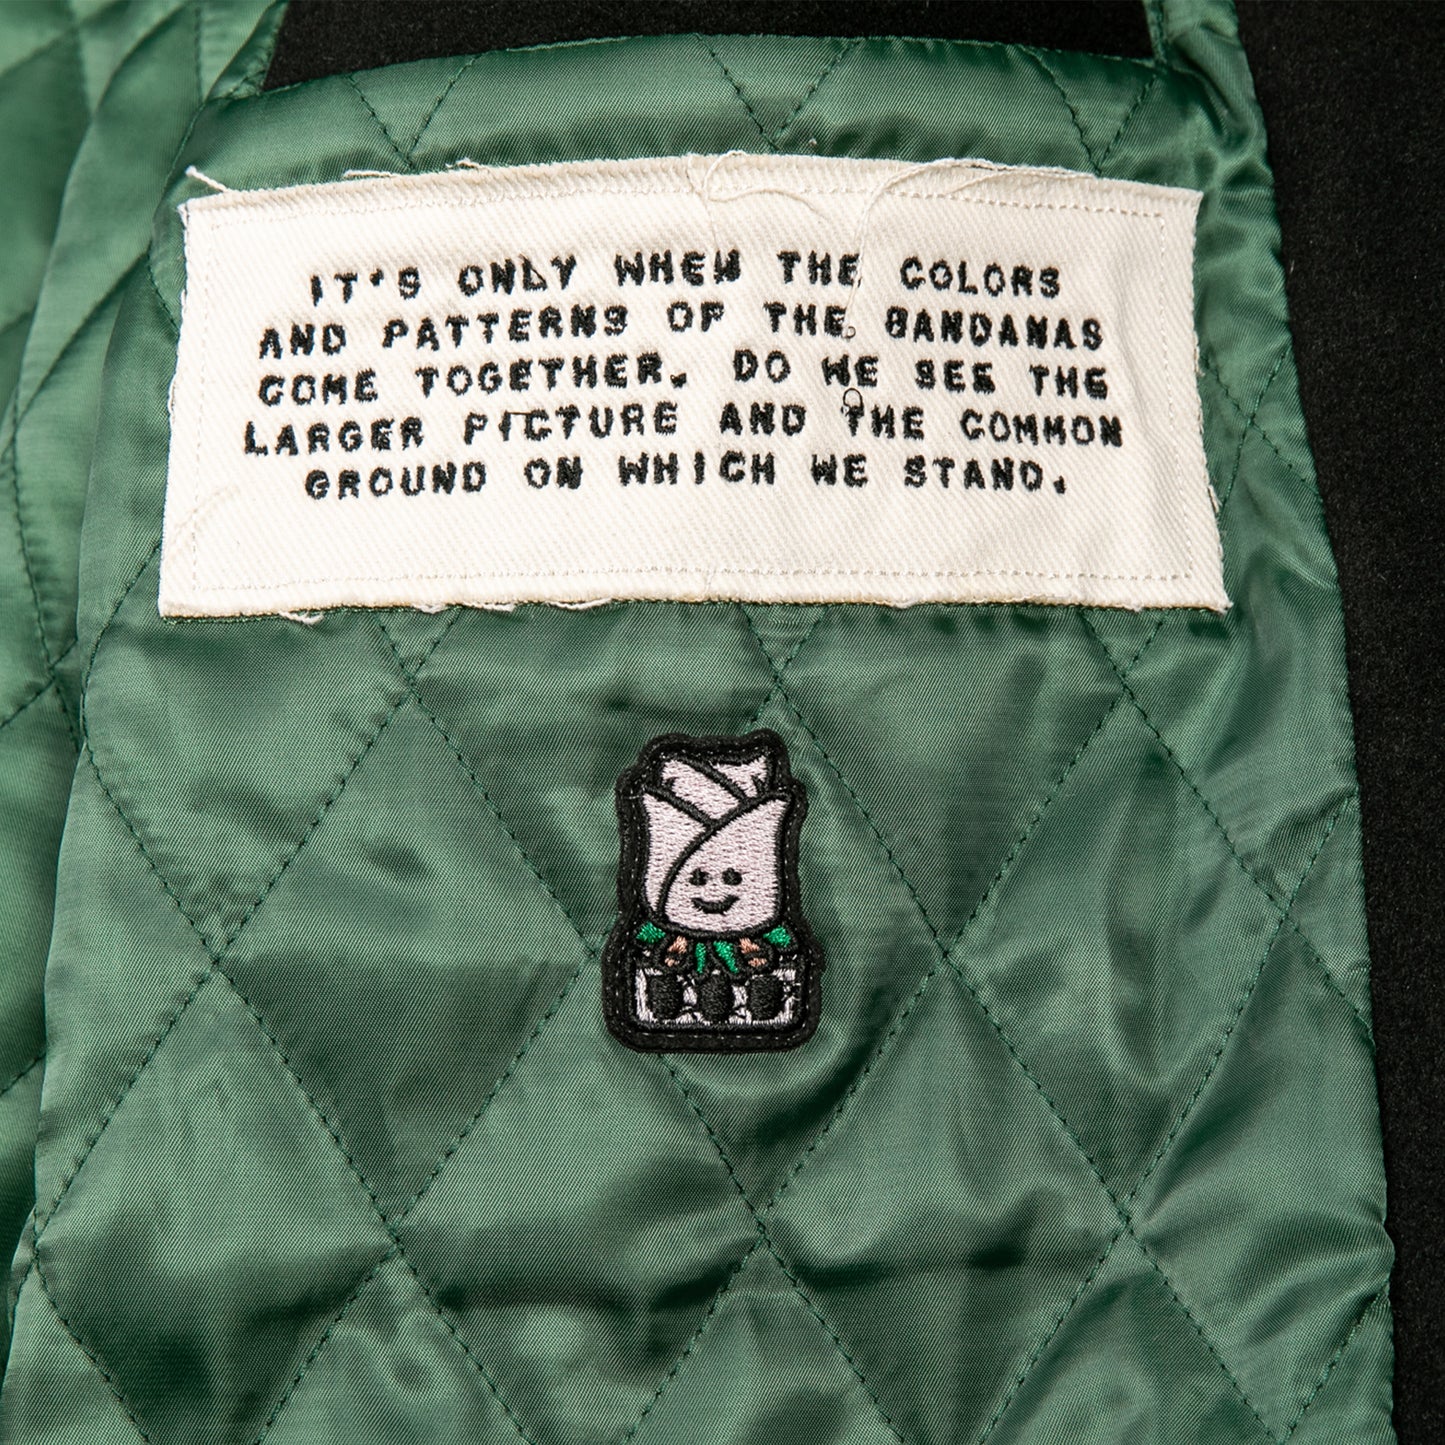 IT'S ONLY WHEN THE COLORS
AND PATTERNS OF THE BANDANAS
COME TOGETHER. DO WE SEE THE
LARGER PICTURE AND THE COMMON
GROUND ON WHICH WE STAND.